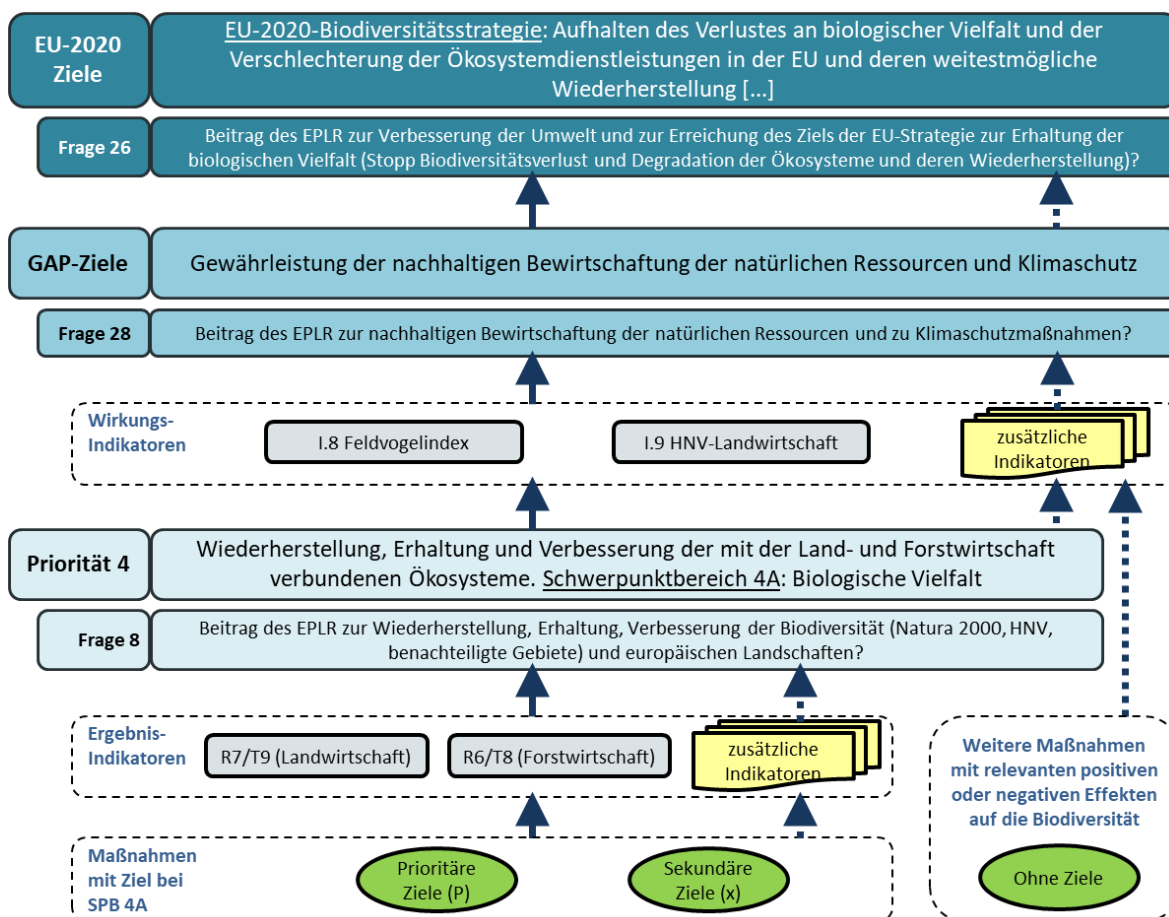 EU-2020
Ziele
EU-2020-Biodiversitätsstrategie: Aufhalten des Verlustes an biologischer Vielfalt und der
Verschlechterung der Ökosystemdienstleistungen in der EU und deren weitestmögliche
Wiederherstellung [...]
Frage 26
Beitrag des EPLR zur Verbesserung der Umwelt und zur Erreichung des Ziels der EU-Strategie zur Erhaltung der
biologischen Vielfalt (Stopp Biodiversitätsverlust und Degradation der Ökosysteme und deren Wiederherstellung)?
GAP-Ziele
Gewährleistung der nachhaltigen Bewirtschaftung der natürlichen Ressourcen und Klimaschutz
Frage 28
Beitrag des EPLR zur nachhaltigen Bewirtschaftung der natürlichen Ressourcen und zu Klimaschutzmaßnahmen?
Wirkungs-
Indikatoren
I.8 Feldvogelindex
I.9 HNV-Landwirtschaft
zusätzliche
Indikatoren
Priorität 4
Wiederherstellung, Erhaltung und Verbesserung der mit der Land- und Forstwirtschaft
verbundenen Ökosysteme. Schwerpunktbereich 4A: Biologische Vielfalt
Frage 8
Beitrag des EPLR zur Wiederherstellung, Erhaltung, Verbesserung der Biodiversität (Natura 2000, HNV,
benachteiligte Gebiete) und europäischen Landschaften?
Ergebnis-
Indikatoren
R7/T9 (Landwirtschaft)
R6/T8 (Forstwirtschaft)
zusätzliche
Indikatoren
Weitere Maßnahmen
mit relevanten positiven
oder negativen Effekten
auf die Biodiversität
Ohne Ziele
Maßnahmen
mit Ziel bei
SPB 4A
Prioritäre
Ziele (P)
Sekundäre
Ziele (x)